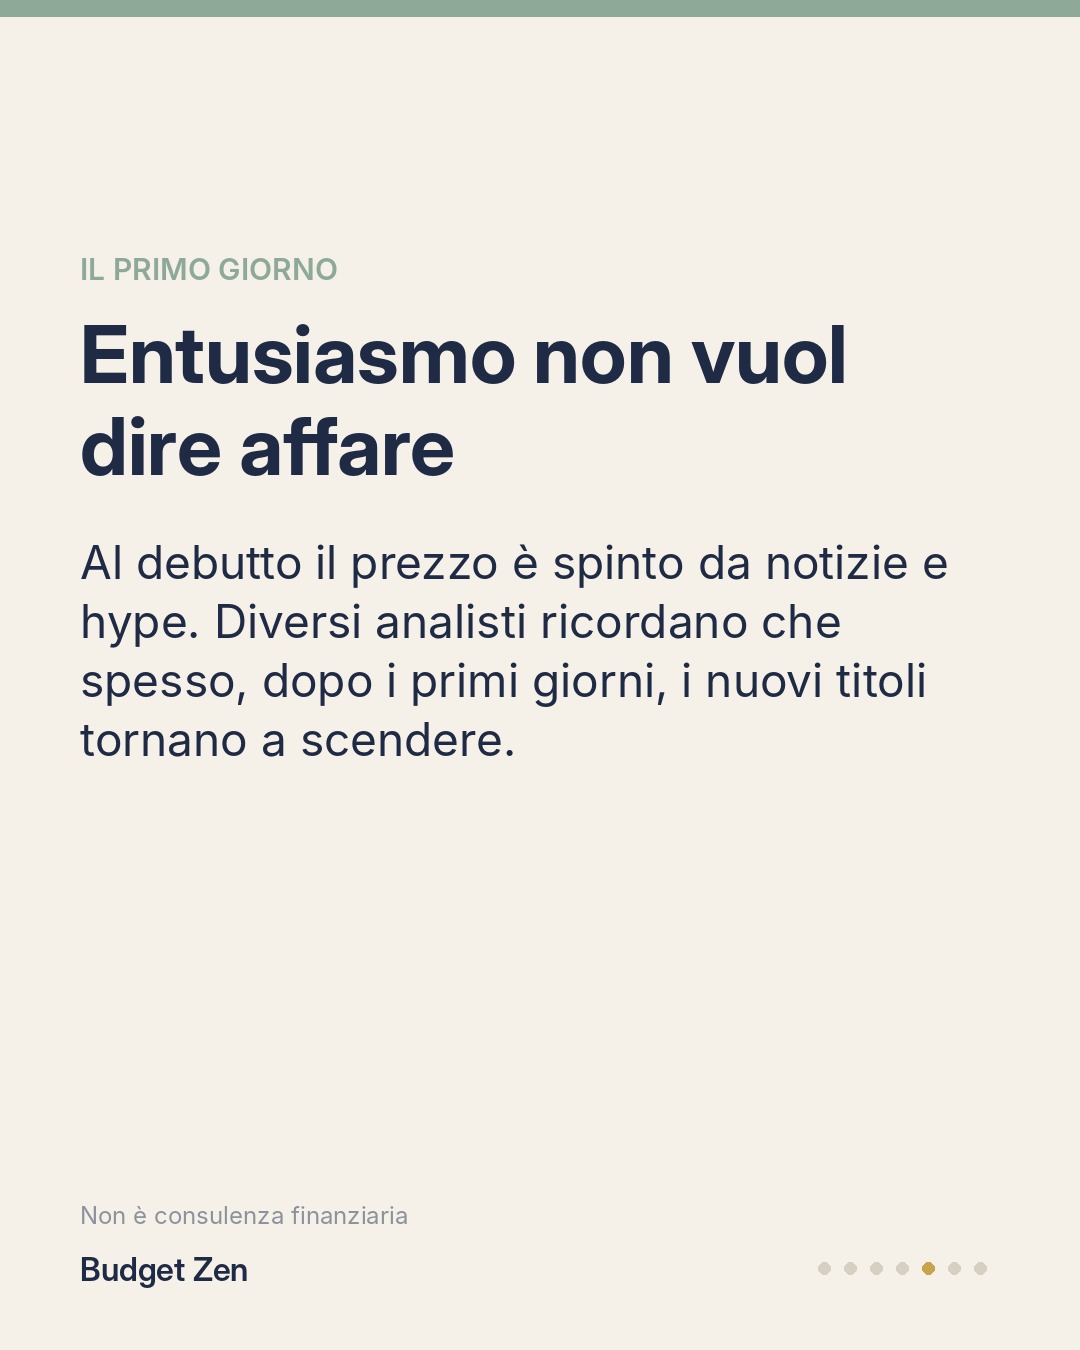 IL PRIMO GIORNO
Entusiasmo non vuol
dire affare
Al debutto il prezzo è spinto da notizie e
hype. Diversi analisti ricordano che
spesso, dopo i primi giorni, i nuovi titoli
tornano a scendere.
Non è consulenza finanziaria
Budget Zen